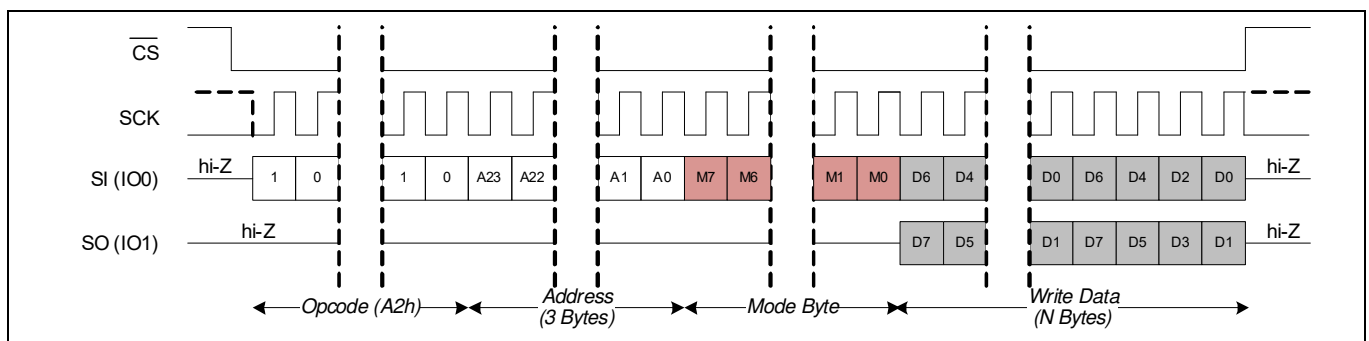 CS
SCK
SI (IO0) hi-Z 1 0 1 0 A23 A22 A1 A0 M7 M6 M1 M0 D6 D4 D0 D6 D4 D2 D0 hi-Z
SO (IO1) hi-Z D7 D5 D1 D7 D5 D3 D1 hi-Z
Opcode (A2h) Address Mode Byte Write Data
(3 Bytes) (N Bytes)